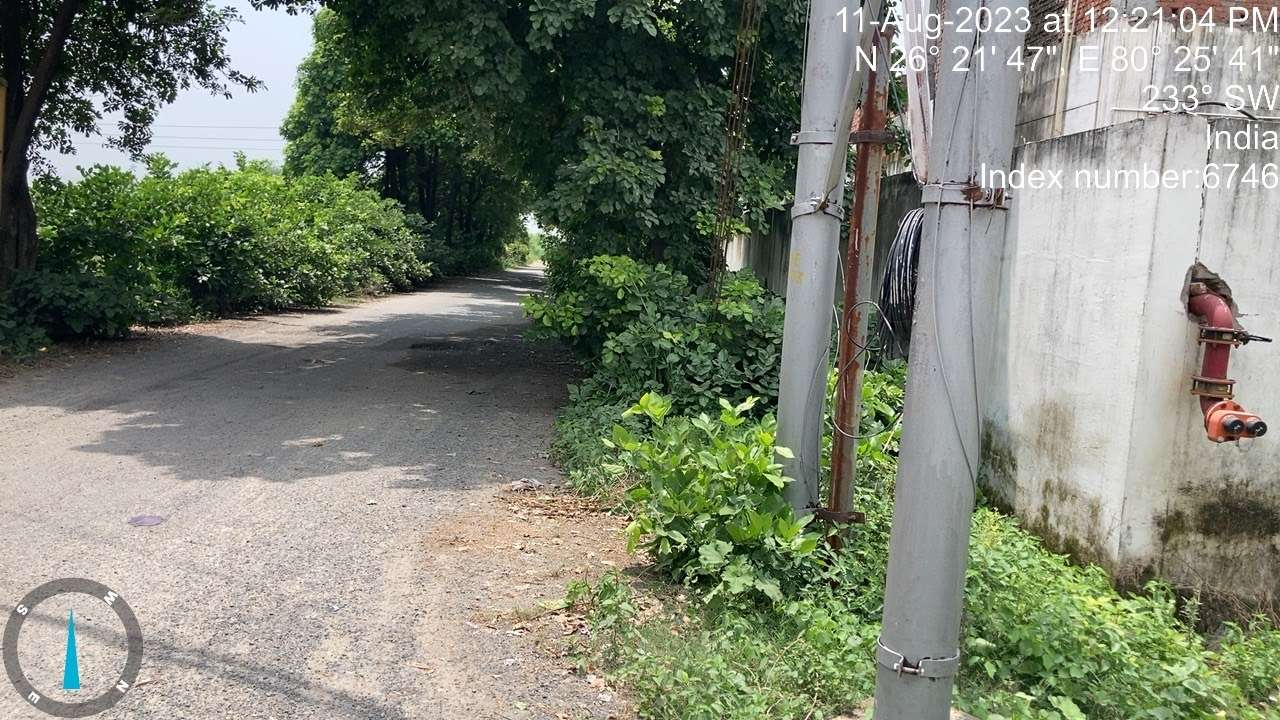 11-Aug-2023 at 12:21:04 PM
N 26° 21' 47" E 80° 25' 41"
233° SW
India
Index number:6746
S
W
E
N